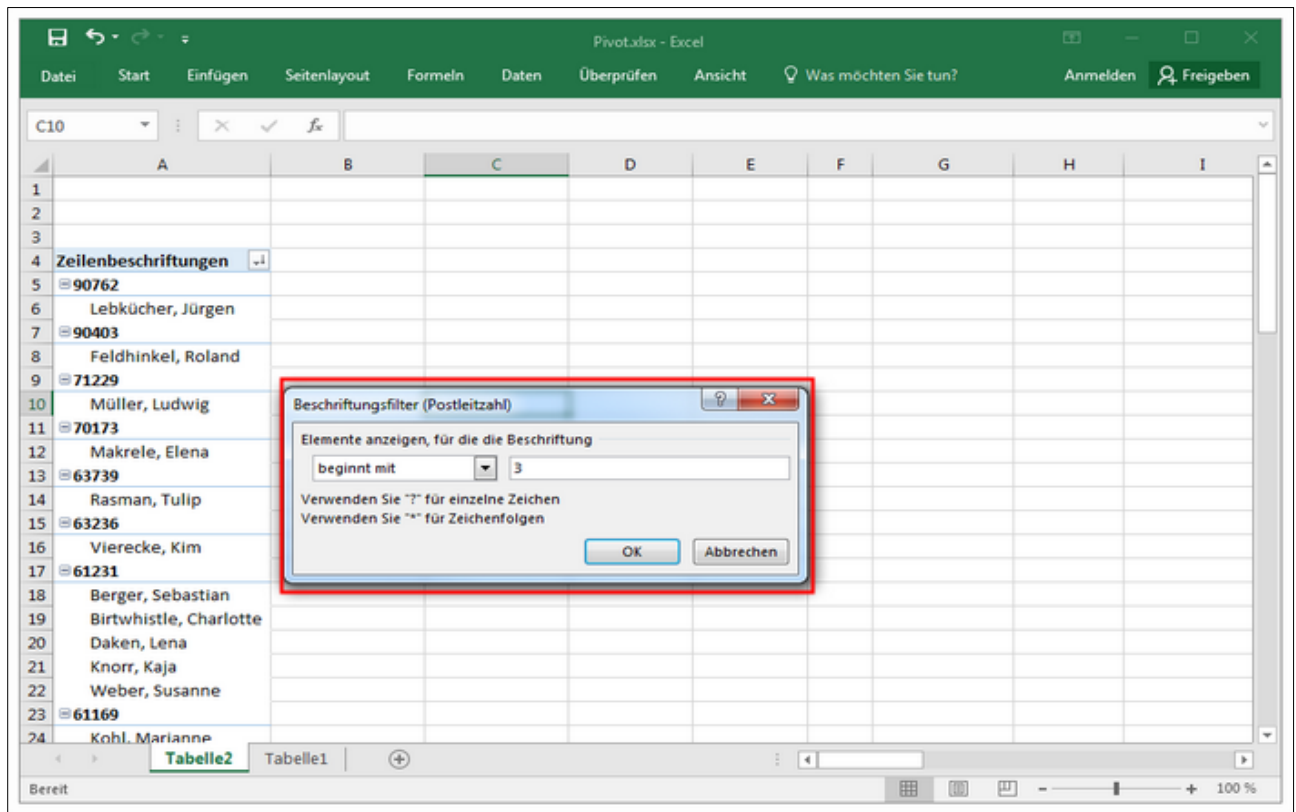 Pivot.xlsx - Excel
Datei Start Einfügen Seitenlayout Formeln Daten Überprüfen Ansicht Was möchten Sie tun? Anmelden Freigeben
C10 fx
A B C D E F G H I
1
2
3
4 Zeilenbeschriftungen
5 90762
6 Lebkücher, Jürgen
7 90403
8 Feldhinkel, Roland
9 71229
10 Müller, Ludwig
11 70173
12 Makrele, Elena
13 63739
14 Rasman, Tulip
15 63236
16 Vierecke, Kim
17 61231
18 Berger, Sebastian
19 Birtwhistle, Charlotte
20 Daken, Lena
21 Knorr, Kaja
22 Weber, Susanne
23 61169
24 Kohl, Marianne
Beschriftungsfilter (Postleitzahl)
Elemente anzeigen, für die die Beschriftung
beginnt mit 3
Verwenden Sie "?" für einzelne Zeichen
Verwenden Sie "*" für Zeichenfolgen
OK Abbrechen
Tabelle2 Tabelle1
Bereit 100 %